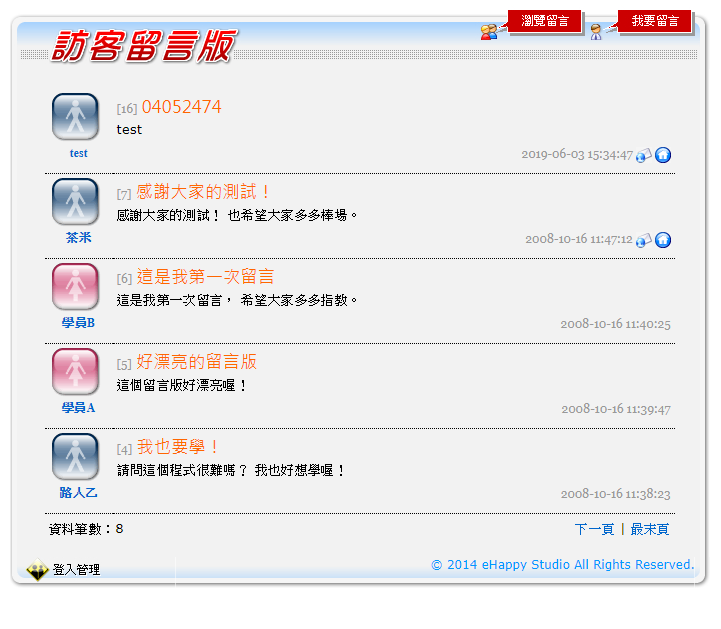 訪客留言版
瀏覽留言
我要留言
[16] 04052474
test
test
2019-06-03 15:34:47
[7] 感謝大家的測試！
感謝大家的測試！ 也希望大家多多棒場。
茶米
2008-10-16 11:47:12
[6] 這是我第一次留言
這是我第一次留言， 希望大家多多指教。
學員B
2008-10-16 11:40:25
[5] 好漂亮的留言版
這個留言版好漂亮喔！
學員A
2008-10-16 11:39:47
[4] 我也要學！
請問這個程式很難嗎？ 我也好想學喔！
路人乙
2008-10-16 11:38:23
資料筆數：8
下一頁 | 最末頁
登入管理
© 2014 eHappy Studio All Rights Reserved.